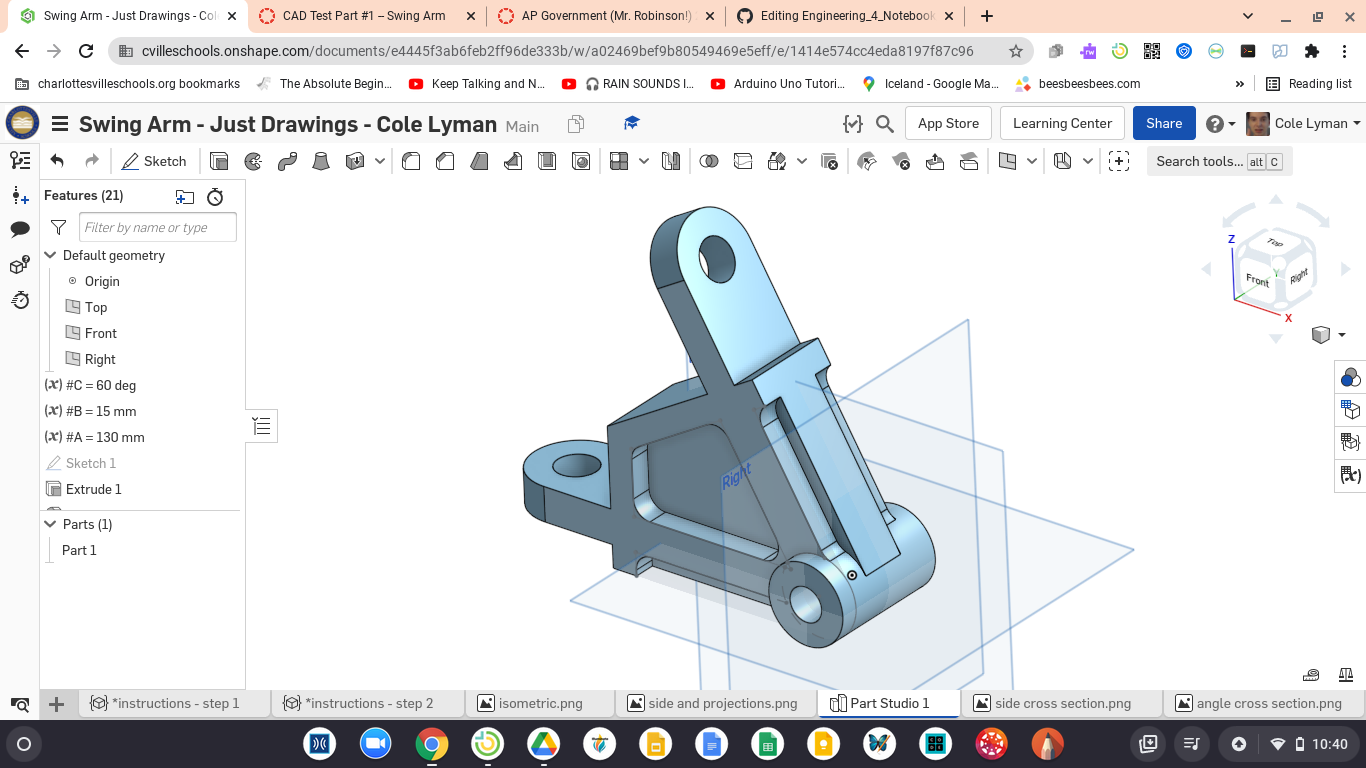 Swing Arm - Just Drawings - Col
CAD Test Part #1 – Swing Arm
AP Government (Mr. Robinson!)
Editing Engineering_4_Notebook
cvilleschools.onshape.com/documents/e4445f3ab6feb2ff96de333b/w/a02469bef9b80549469e5eff/e/1414e574cc4eda8197f87c96
charlottesvilleschools.org bookmarks
The Absolute Begin…
Keep Talking and N…
RAIN SOUNDS I…
Arduino Uno Tutori…
Iceland - Google Ma…
beesbeesbees.com
»
Reading list
Swing Arm - Just Drawings - Cole Lyman Main
App Store
Learning Center
Share
Cole Lyman
Sketch
Search tools... alt C
Features (21)
Filter by name or type
Default geometry
Origin
Top
Front
Right
(x) #C = 60 deg
(x) #B = 15 mm
(x) #A = 130 mm
Sketch 1
Extrude 1
Parts (1)
Part 1
Right
Z
Top
Front
Right
Y
X
*instructions - step 1
*instructions - step 2
isometric.png
side and projections.png
Part Studio 1
side cross section.png
angle cross section.png
10:40